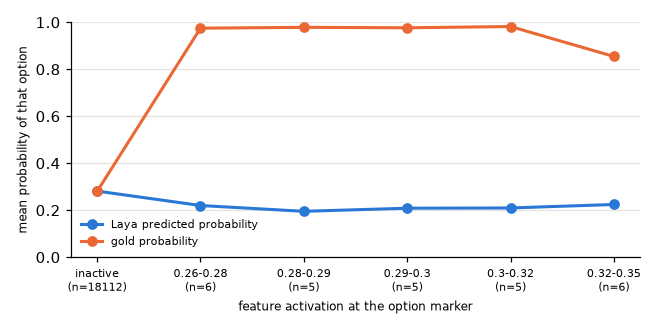 mean probability of that option
1.0
0.8
0.6
0.4
0.2
0.0
Laya predicted probability
gold probability
inactive
(n=18112)
0.26-0.28
(n=6)
0.28-0.29
(n=5)
0.29-0.3
(n=5)
0.3-0.32
(n=5)
0.32-0.35
(n=6)
feature activation at the option marker